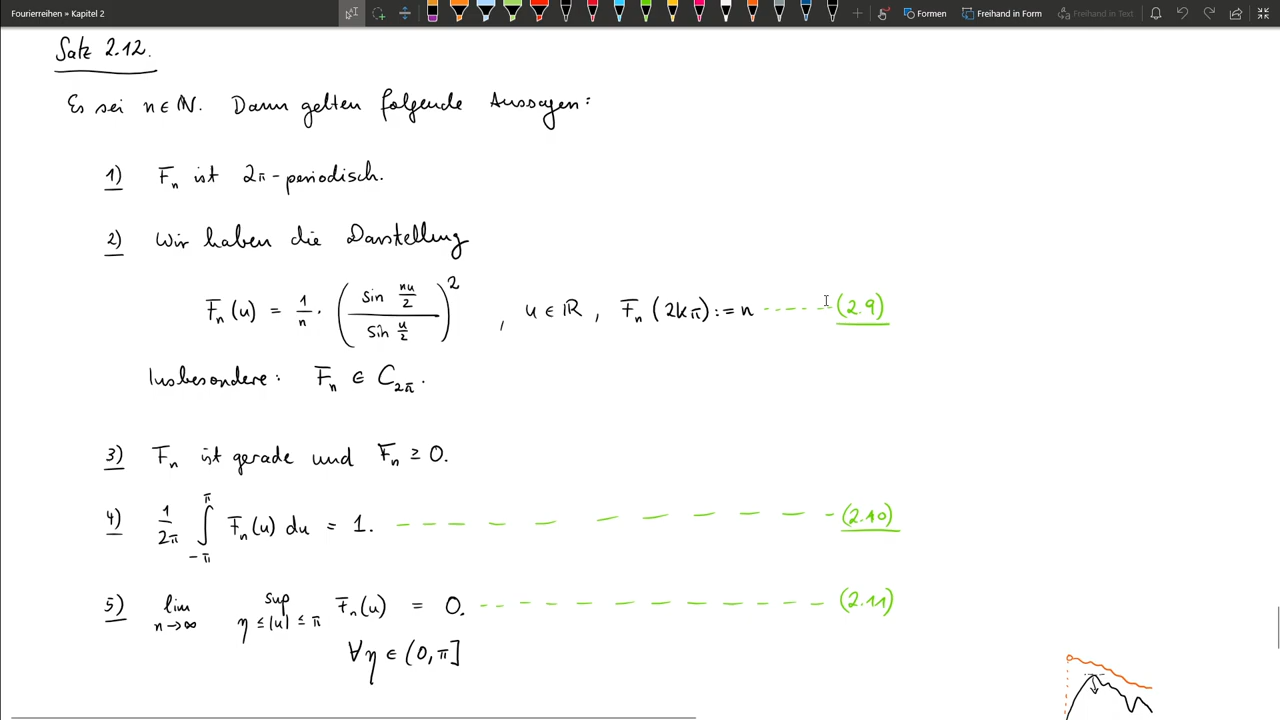 Fourierreihen » Kapitel 2
Formen
Freihand in Form
Freihand in Text
Satz 2.12.
Es sei n ∈ ℕ. Dann gelten folgende Aussagen:
1) Fₙ ist 2π-periodisch.
2) Wir haben die Darstellung
Fₙ(u) = 1/n · ( sin nu/2 / sin u/2 )² , u ∈ ℝ, Fₙ(2kπ) := n ----- (2.9)
Insbesondere: Fₙ ∈ C₂π.
3) Fₙ ist gerade und Fₙ ≥ 0.
4) 1/2π ∫_{-π}^{π} Fₙ(u) du = 1. ----- (2.10)
5) lim_{n→∞} sup_{η ≤ |u| ≤ π} Fₙ(u) = 0. ----- (2.11)
∀η ∈ (0, π]